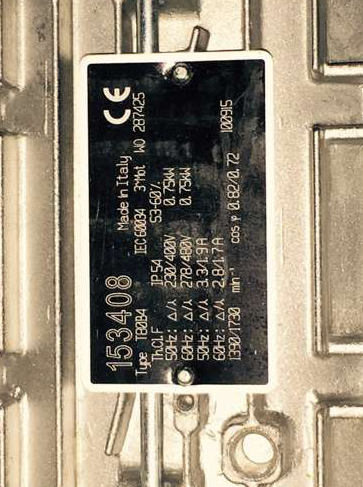 153408 Made in Italy CE
Type T80B4 IEC60034 3~Mot WO 287425
Th.Cl.F IP 54 S3-60%
50Hz: Δ/λ 230/400V 0.75KW
60Hz: Δ/λ 278/480V 0.75KW
50Hz: Δ/λ 3.3/1.9A
60Hz: Δ/λ 2.8/1.7A
1390/1730 min⁻¹ cos φ 0.82/0.72 100915